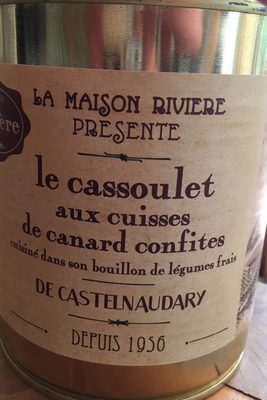 LA MAISON RIVIERE
PRESENTE
le cassoulet
aux cuisses
de canard confites
cuisiné dans son bouillon de légumes frais
DE CASTELNAUDARY
DEPUIS 1956